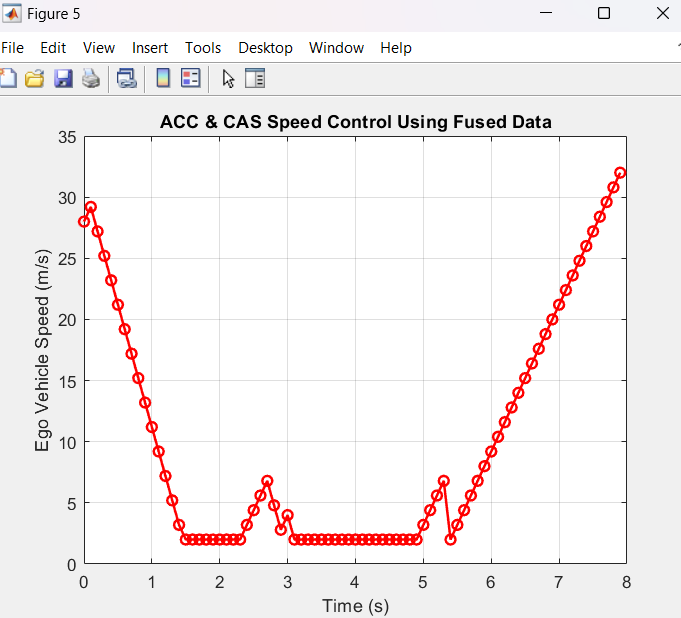 Figure 5
File Edit View Insert Tools Desktop Window Help
ACC & CAS Speed Control Using Fused Data
35
30
25
20
15
10
5
0
Ego Vehicle Speed (m/s)
0 1 2 3 4 5 6 7 8
Time (s)